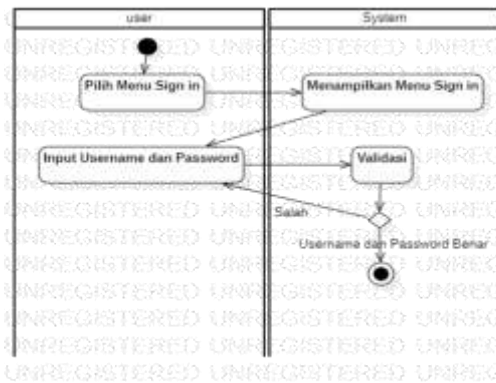 user
System
Pilih Menu Sign in
Menampilkan Menu Sign in
Input Username dan Password
Validasi
Salah
Username dan Password Benar
UNREGISTERED